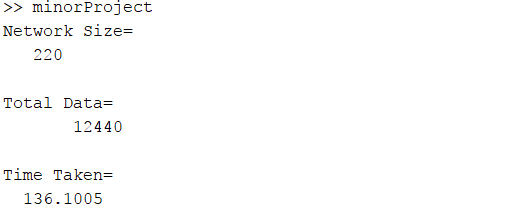 >> minorProject
Network Size=
220
Total Data=
12440
Time Taken=
136.1005